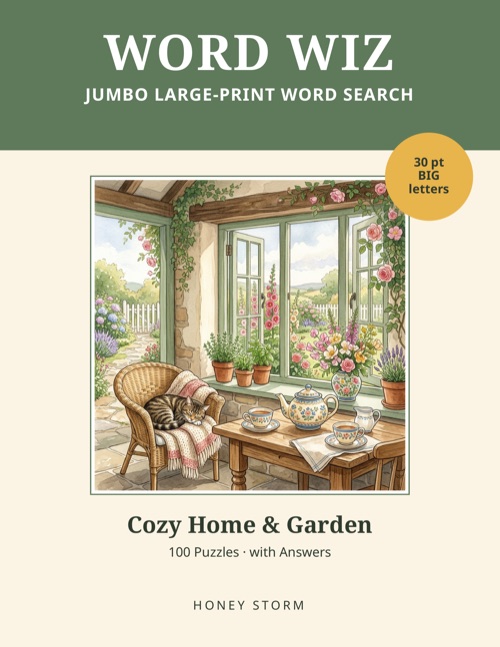 WORD WIZ
JUMBO LARGE-PRINT WORD SEARCH
30 pt
BIG
letters
Cozy Home & Garden
100 Puzzles · with Answers
HONEY STORM